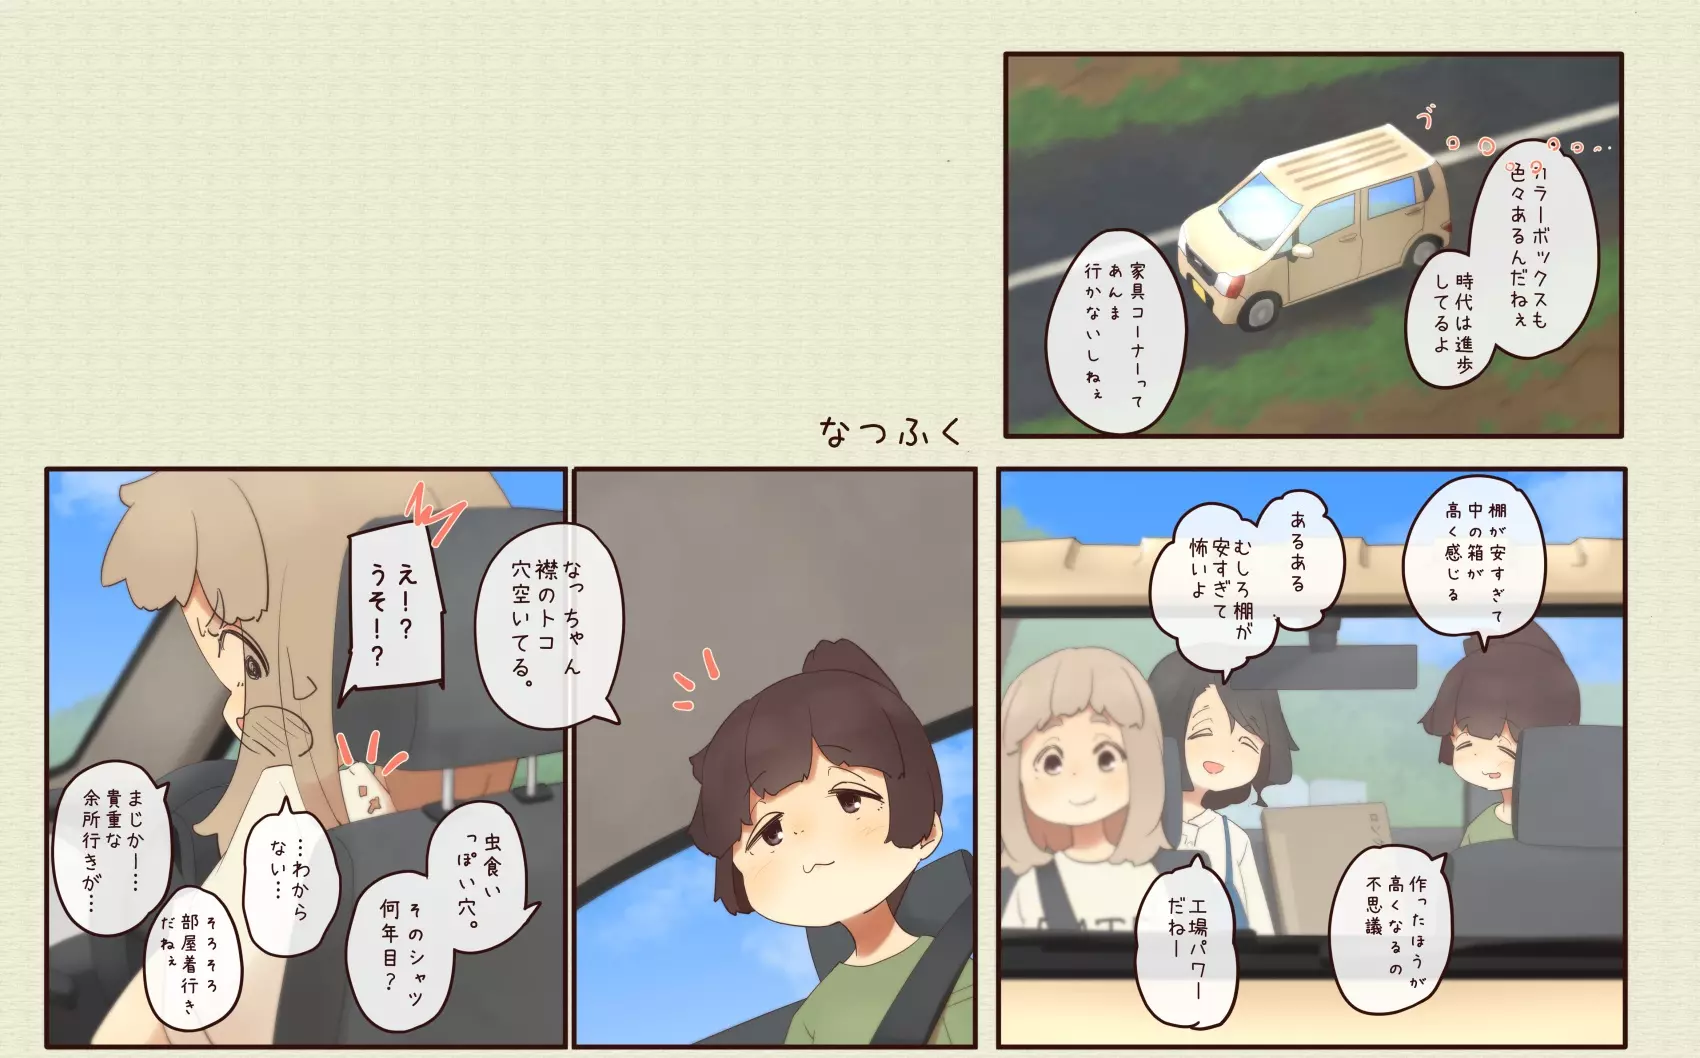 なつふく
ブ
カラーボックスも
色々あるんだねぇ
時代は進歩
してるよ
家具コーナーって
あんま
行かないしねぇ
棚が安すぎて
中の箱が
高く感じる
あるある
むしろ棚が
安すぎて
怖いよ
作ったほうが
高くなるの
不思議
工場パワー
だねー
なっちゃん
襟のトコ
穴空いてる。
え!?
うそ!?
虫食い
っぽい穴。
そのシャツ
何年目?
…わから
ない…
まじかー…
貴重な
余所行きが…
そろそろ
部屋着行き
だねぇ